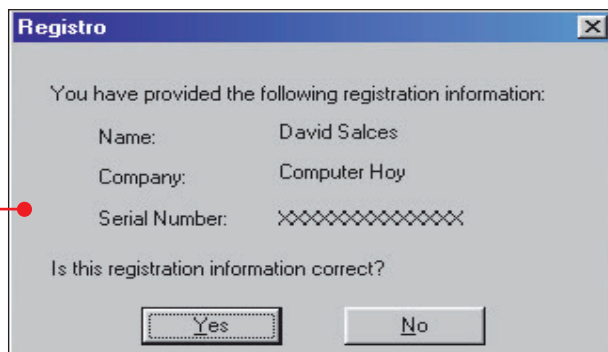 Registro
You have provided the following registration information:
Name: David Salces
Company: Computer Hoy
Serial Number: XXXXXXXXXXXXXXX
Is this registration information correct?
Yes No